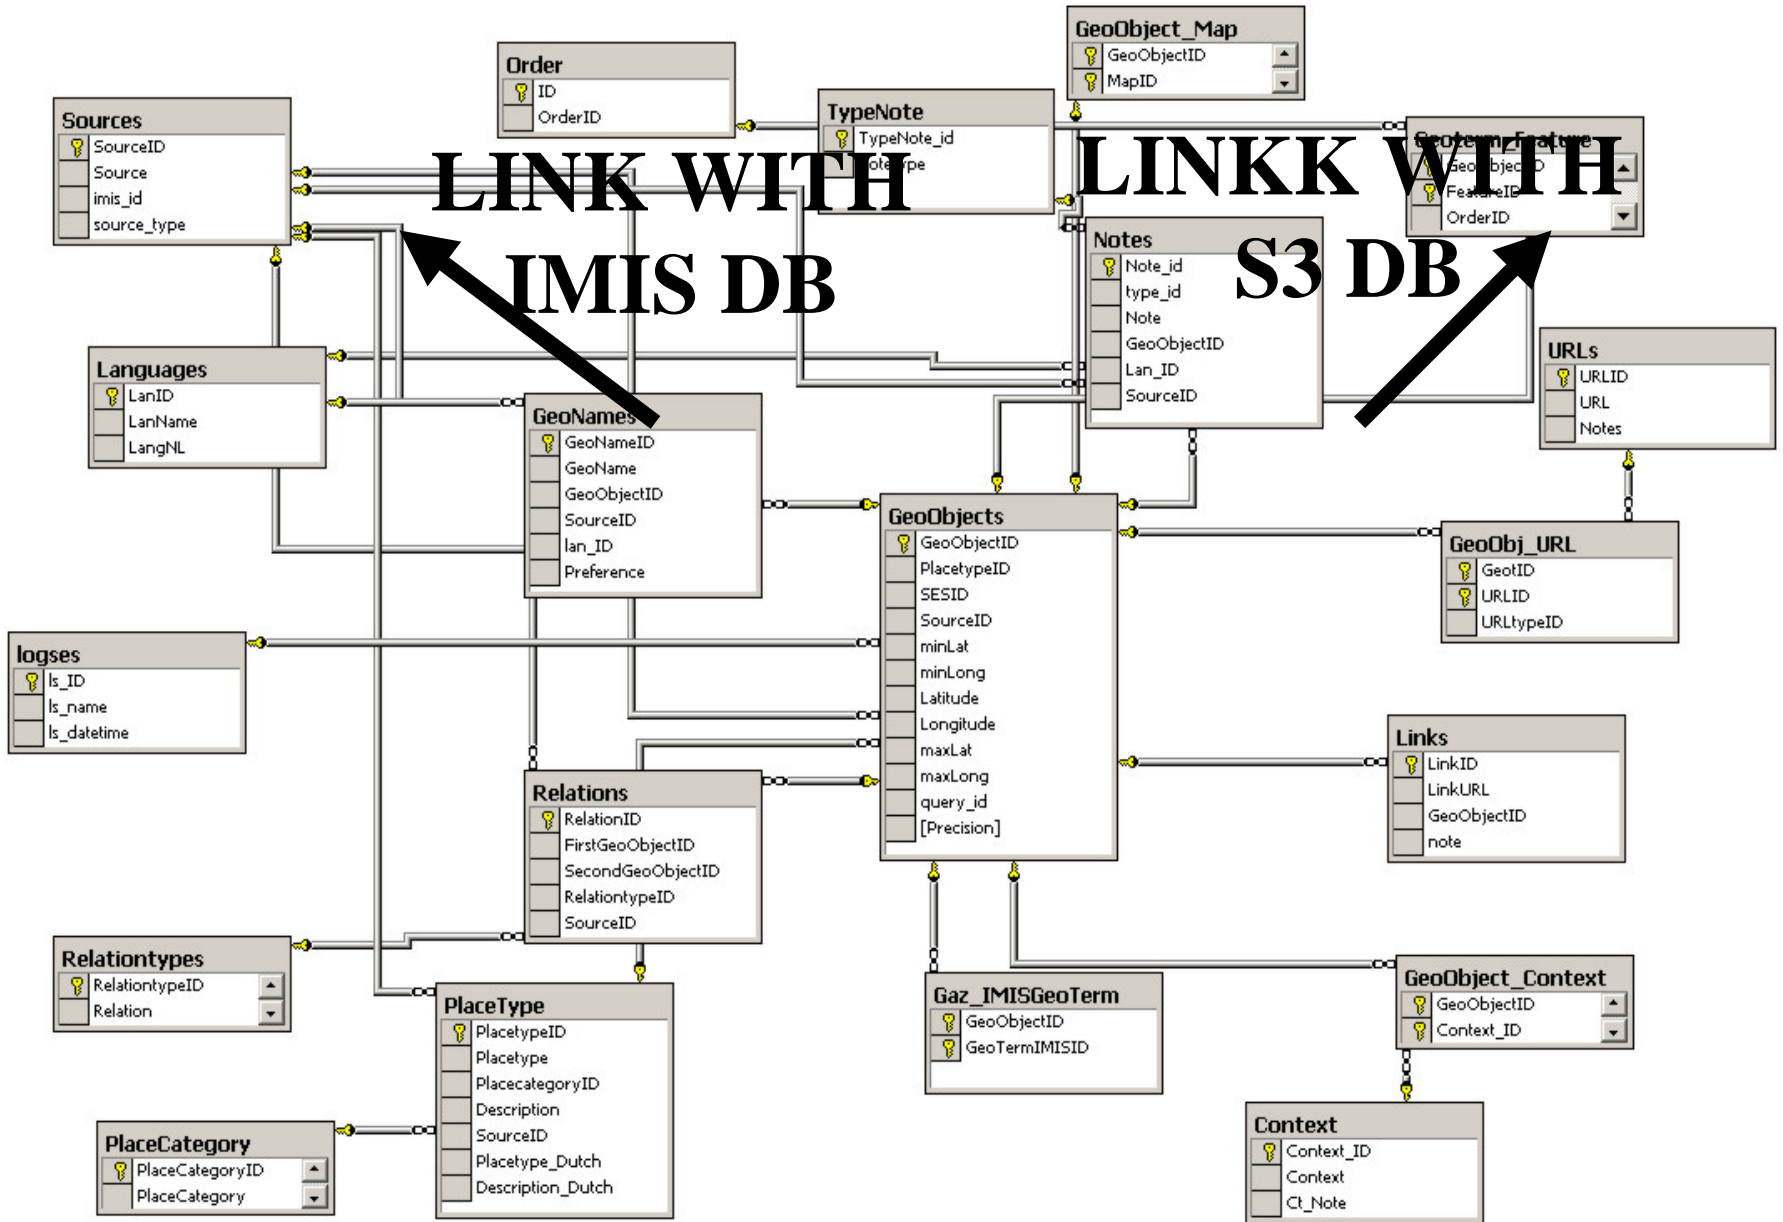 GeoObject_Map
GeoObjectID
MapID
Order
ID
OrderID
TypeNote
TypeNote_id
Sources
SourceID
Source
imis_id
source_type
Geoterm_Feature
GeoObjectID
FeatureID
OrderID
LINK WITH
IMIS DB
LINKK WITH
S3 DB
Notes
Note_id
type_id
Note
GeoObjectID
Lan_ID
SourceID
URLs
URLID
URL
Notes
Languages
LanID
LanName
LangNL
GeoNames
GeoNameID
GeoName
GeoObjectID
SourceID
lan_ID
Preference
GeoObjects
GeoObjectID
PlacetypeID
SESID
SourceID
minLat
minLong
Latitude
Longitude
maxLat
maxLong
query_id
[Precision]
GeoObj_URL
GeotID
URLID
URLtypeID
logses
ls_ID
ls_name
ls_datetime
Links
LinkID
LinkURL
GeoObjectID
note
Relations
RelationID
FirstGeoObjectID
SecondGeoObjectID
RelationtypeID
SourceID
Relationtypes
RelationtypeID
Relation
PlaceType
PlacetypeID
Placetype
PlacecategoryID
Description
SourceID
Placetype_Dutch
Description_Dutch
Gaz_IMISGeoTerm
GeoObjectID
GeoTermIMISID
GeoObject_Context
GeoObjectID
Context_ID
PlaceCategory
PlaceCategoryID
PlaceCategory
Context
Context_ID
Context
Ct_Note